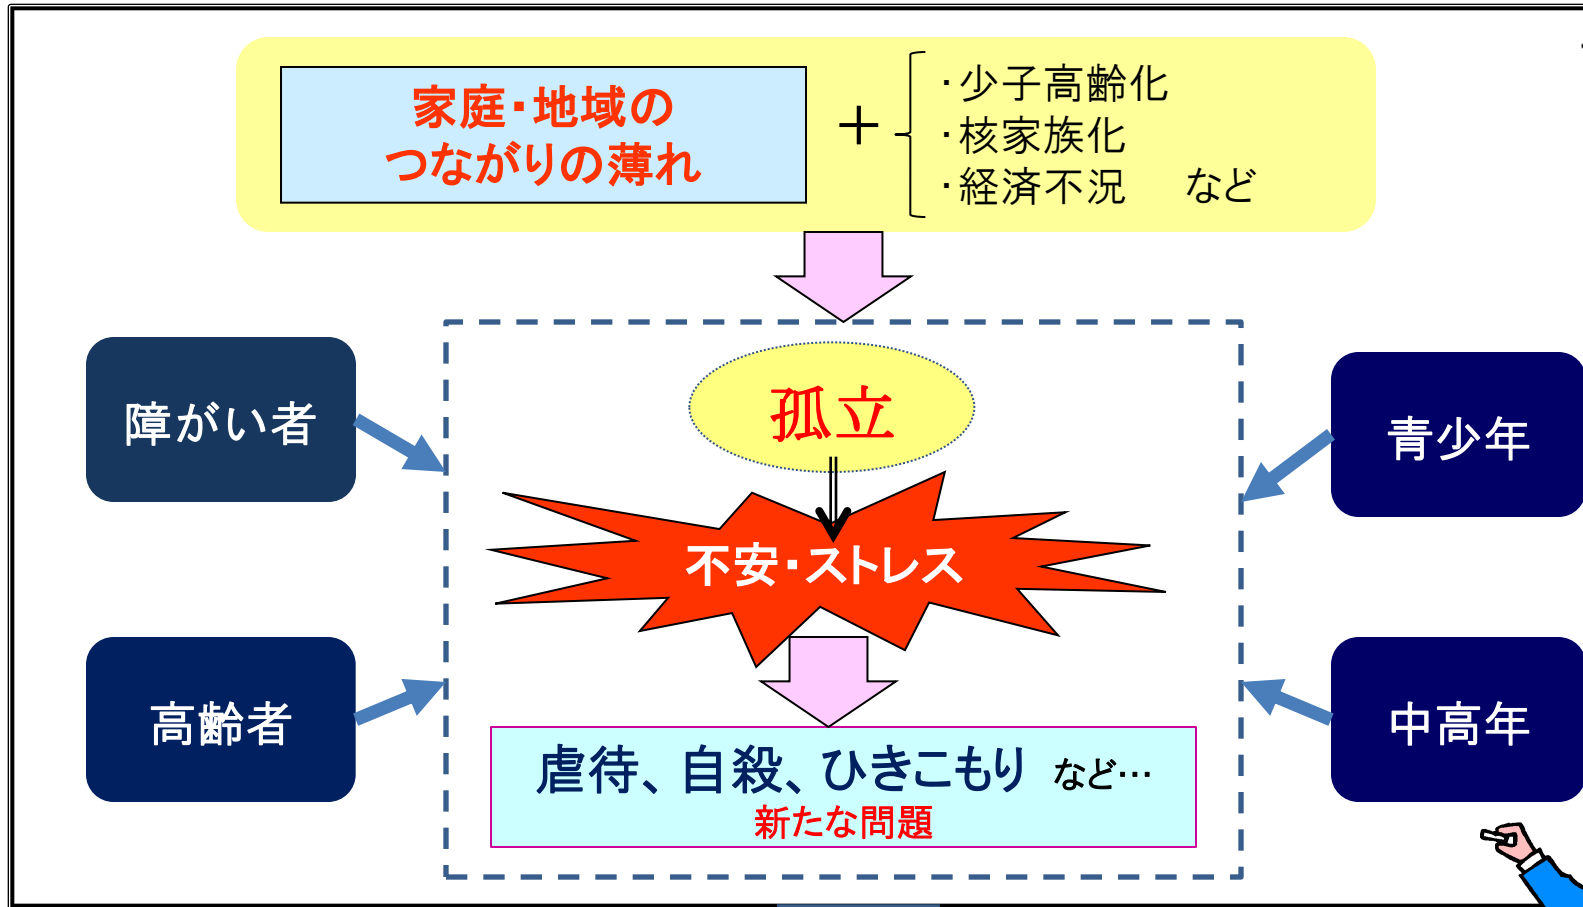 家庭・地域の
つながりの薄れ
＋
・少子高齢化
・核家族化
・経済不況　など
障がい者
孤立
青少年
不安・ストレス
高齢者
中高年
虐待、自殺、ひきこもり など…
新たな問題